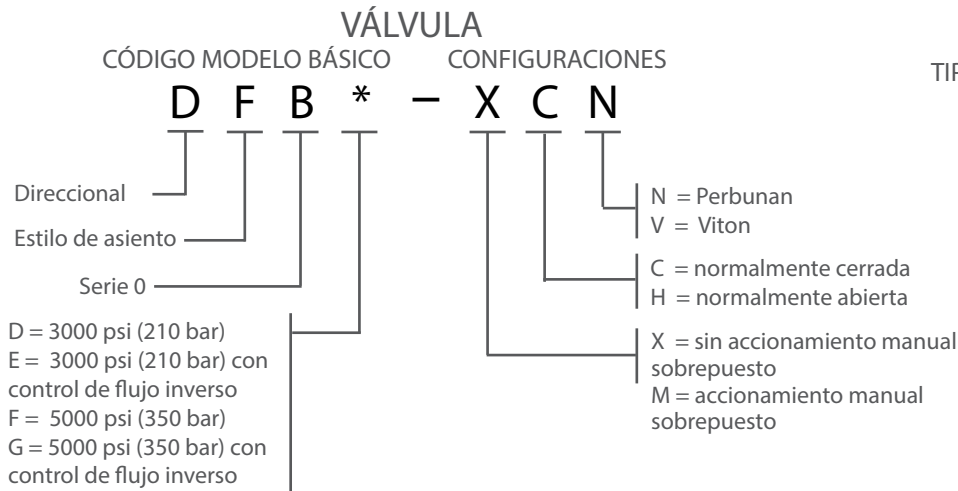 VÁLVULA
CÓDIGO MODELO BÁSICO CONFIGURACIONES
TIP
D F B * – X C N
Direccional
Estilo de asiento
Serie 0
D = 3000 psi (210 bar)
E = 3000 psi (210 bar) con
control de flujo inverso
F = 5000 psi (350 bar)
G = 5000 psi (350 bar) con
control de flujo inverso
N = Perbunan
V = Viton
C = normalmente cerrada
H = normalmente abierta
X = sin accionamiento manual
sobrepuesto
M = accionamiento manual
sobrepuesto